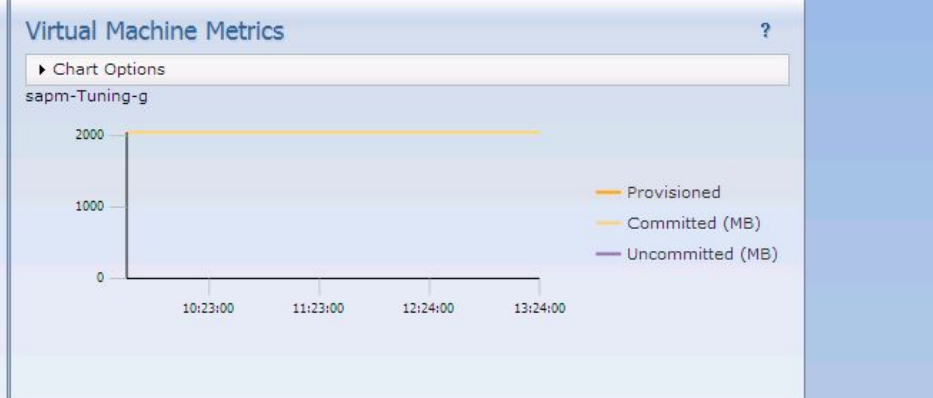 Virtual Machine Metrics ?
Chart Options
sapm-Tuning-g
2000
1000
0
10:23:00 11:23:00 12:24:00 13:24:00
Provisioned
Committed (MB)
Uncommitted (MB)